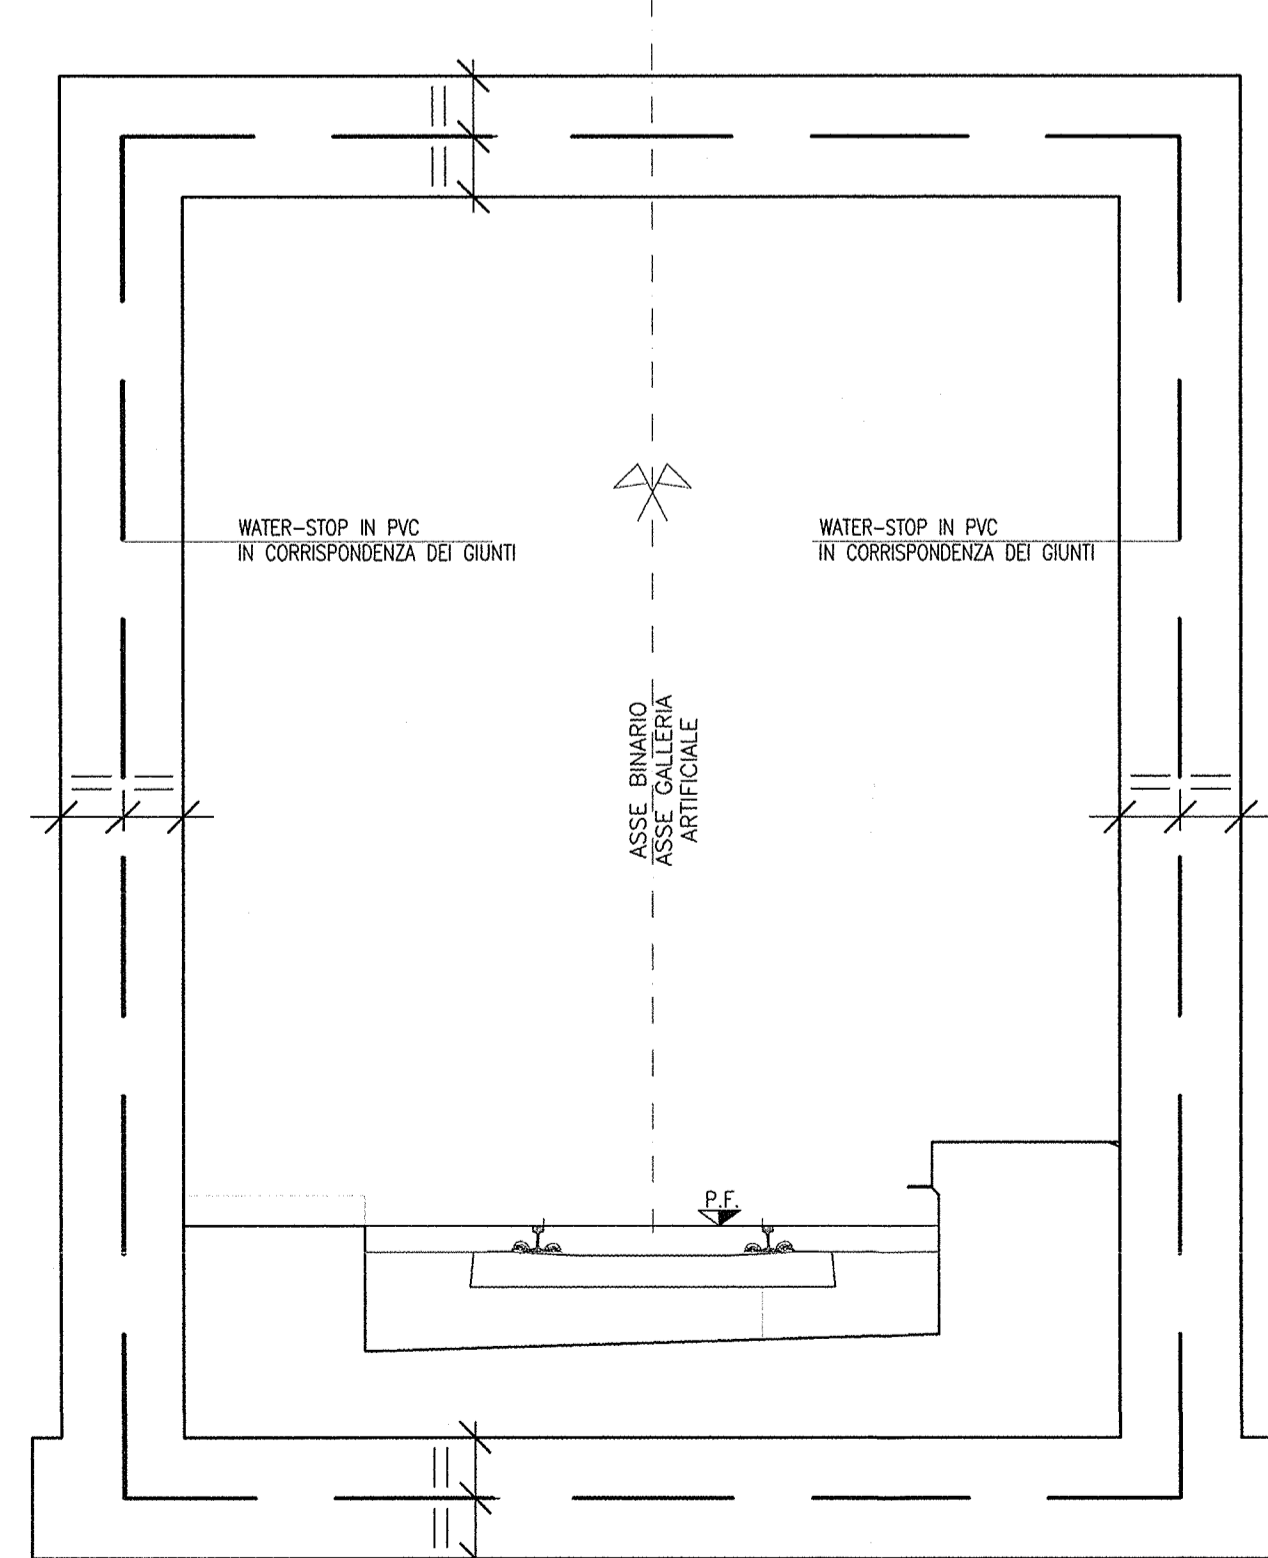 WATER-STOP IN PVC
IN CORRISPONDENZA DEI GIUNTI
WATER-STOP IN PVC
IN CORRISPONDENZA DEI GIUNTI
ASSE BINARIO
ASSE GALLERIA
ARTIFICIALE
P.F.